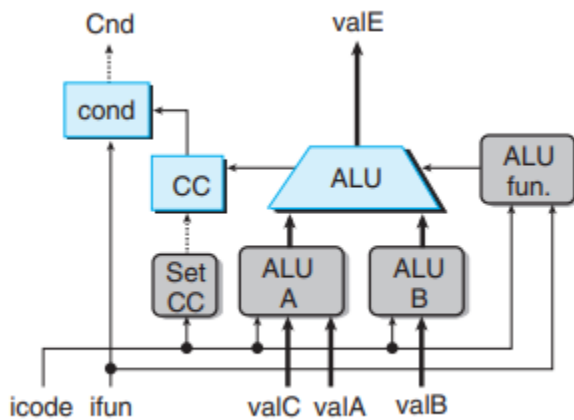 Cnd
valE
cond
CC
ALU
ALU
fun.
Set
CC
ALU
A
ALU
B
icode
ifun
valC
valA
valB